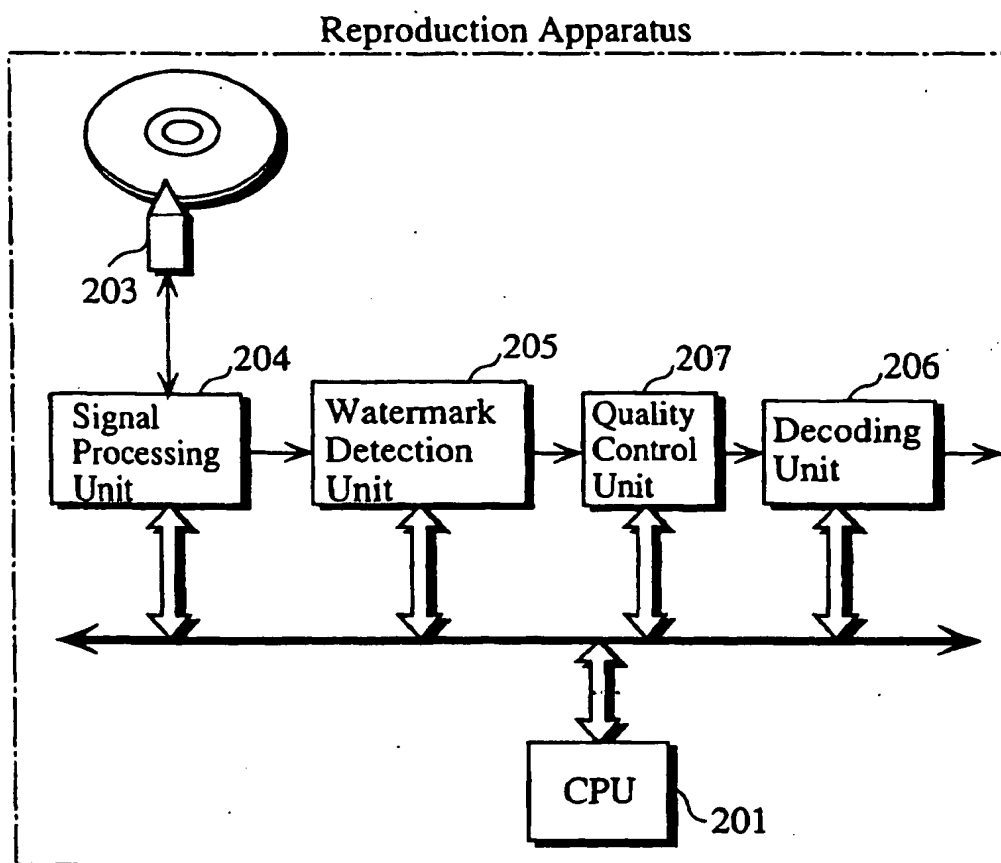 Reproduction Apparatus
203
204
205
207
206
Signal
Processing
Unit
Watermark
Detection
Unit
Quality
Control
Unit
Decoding
Unit
CPU
201